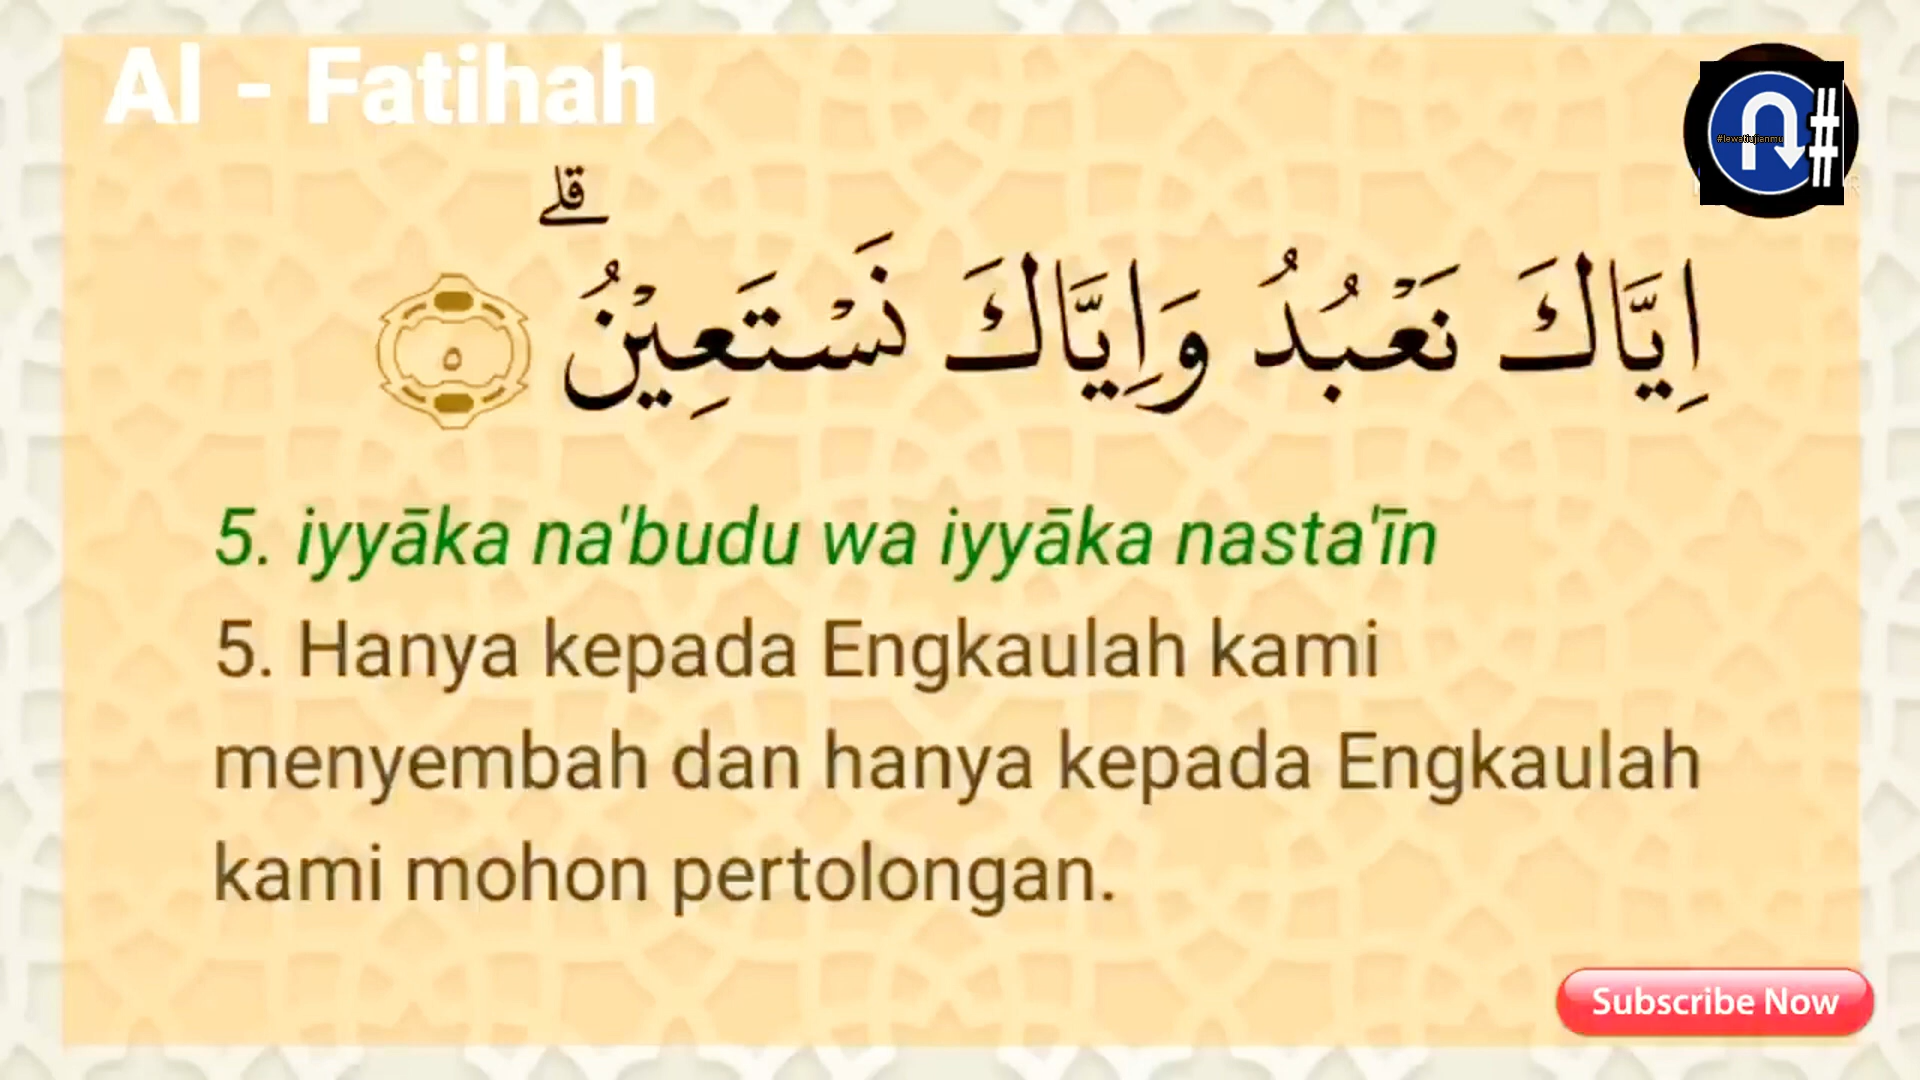 Al - Fatihah
#lewatiujianmu
#
اِيَّاكَ نَعْبُدُ وَاِيَّاكَ نَسْتَعِيْنُۗ ٥
5. iyyāka na'budu wa iyyāka nasta'īn
5. Hanya kepada Engkaulah kami
menyembah dan hanya kepada Engkaulah
kami mohon pertolongan.
Subscribe Now